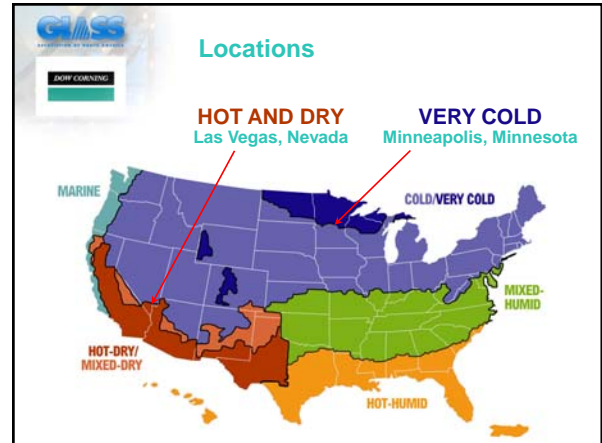 GLASS
ASSOCIATION OF NORTH AMERICA
DOW CORNING
Locations
HOT AND DRY
Las Vegas, Nevada
VERY COLD
Minneapolis, Minnesota
MARINE
COLD/VERY COLD
MIXED-
HUMID
HOT-DRY/
MIXED-DRY
HOT-HUMID